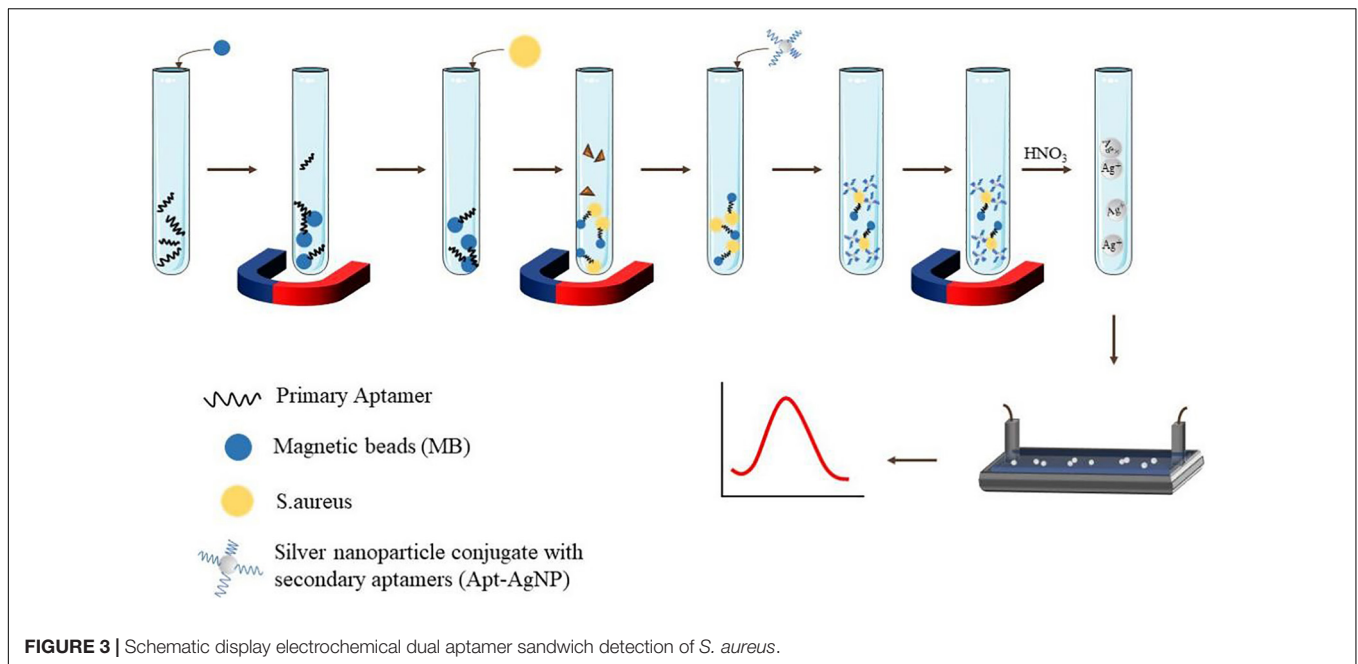 HNO₃
Ag⁺
Ag⁺
Ag⁺
Primary Aptamer
Magnetic beads (MB)
S.aureus
Silver nanoparticle conjugate with
secondary aptamers (Apt-AgNP)
FIGURE 3 | Schematic display electrochemical dual aptamer sandwich detection of S. aureus.